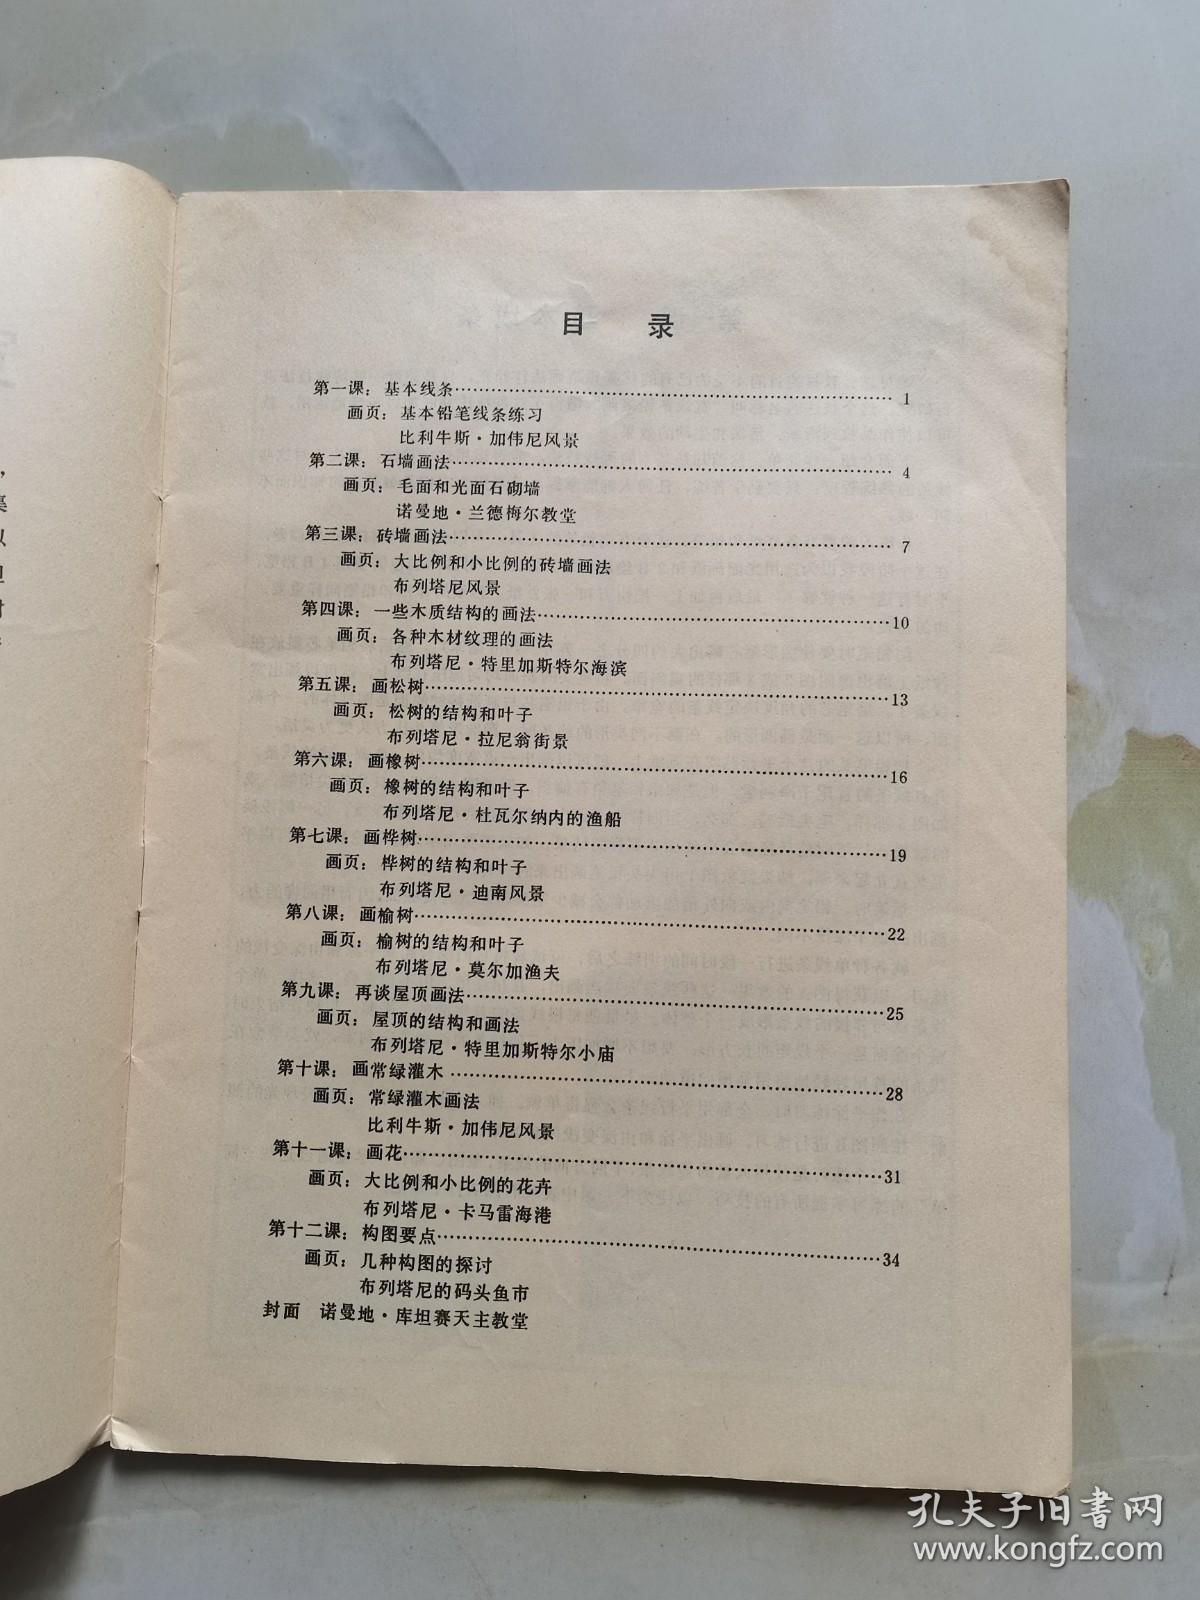 目 录
第一课：基本线条……1
画页：基本铅笔线条练习
比利牛斯·加伟尼风景
第二课：石墙画法……4
画页：毛面和光面石砌墙
诺曼地·兰德梅尔教堂
第三课：砖墙画法……7
画页：大比例和小比例的砖墙画法
布列塔尼风景
第四课：一些木质结构的画法……10
画页：各种木材纹理的画法
布列塔尼·特里加斯特尔海滨
第五课：画松树……13
画页：松树的结构和叶子
布列塔尼·拉尼翁街景
第六课：画橡树……16
画页：橡树的结构和叶子
布列塔尼·杜瓦尔纳内的渔船
第七课：画桦树……19
画页：桦树的结构和叶子
布列塔尼·迪南风景
第八课：画榆树……22
画页：榆树的结构和叶子
布列塔尼·莫尔加渔夫
第九课：再谈屋顶画法……25
画页：屋顶的结构和画法
布列塔尼·特里加斯特尔小庙
第十课：画常绿灌木……28
画页：常绿灌木画法
比利牛斯·加伟尼风景
第十一课：画花……31
画页：大比例和小比例的花卉
布列塔尼·卡马雷海港
第十二课：构图要点……34
画页：几种构图的探讨
布列塔尼的码头鱼市
封面 诺曼地·库坦赛天主教堂
孔夫子旧书网
www.kongfz.com